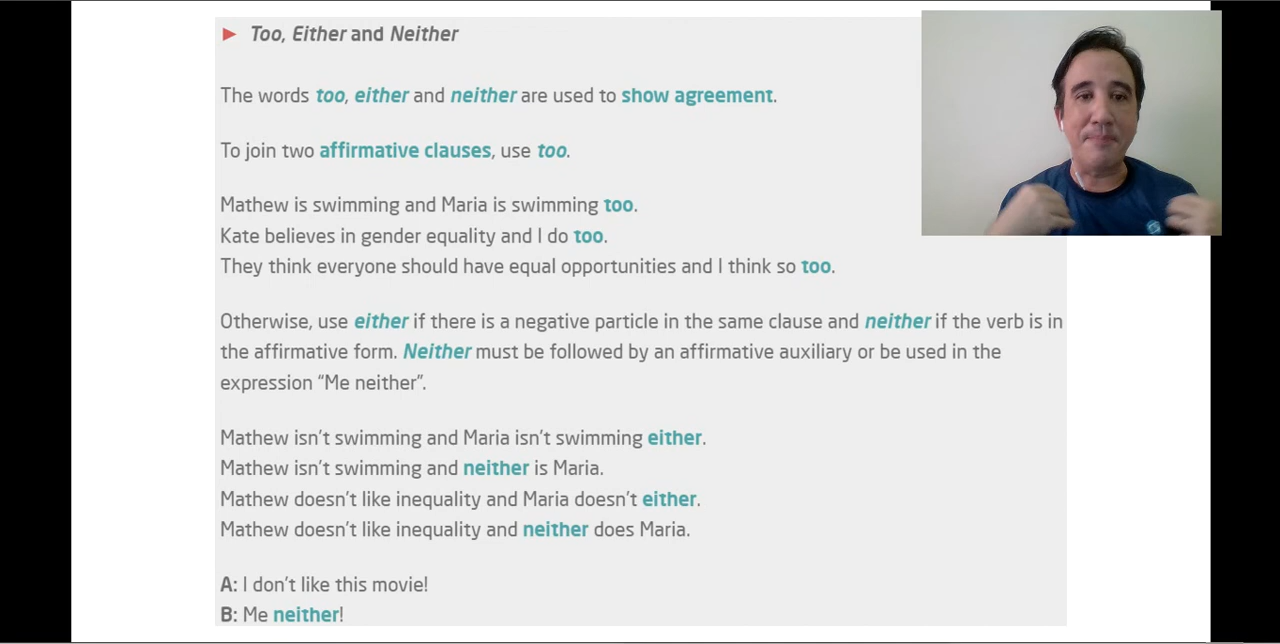 ► Too, Either and Neither
The words too, either and neither are used to show agreement.
To join two affirmative clauses, use too.
Mathew is swimming and Maria is swimming too.
Kate believes in gender equality and I do too.
They think everyone should have equal opportunities and I think so too.
Otherwise, use either if there is a negative particle in the same clause and neither if the verb is in
the affirmative form. Neither must be followed by an affirmative auxiliary or be used in the
expression “Me neither”.
Mathew isn’t swimming and Maria isn’t swimming either.
Mathew isn’t swimming and neither is Maria.
Mathew doesn’t like inequality and Maria doesn’t either.
Mathew doesn’t like inequality and neither does Maria.
A: I don’t like this movie!
B: Me neither!